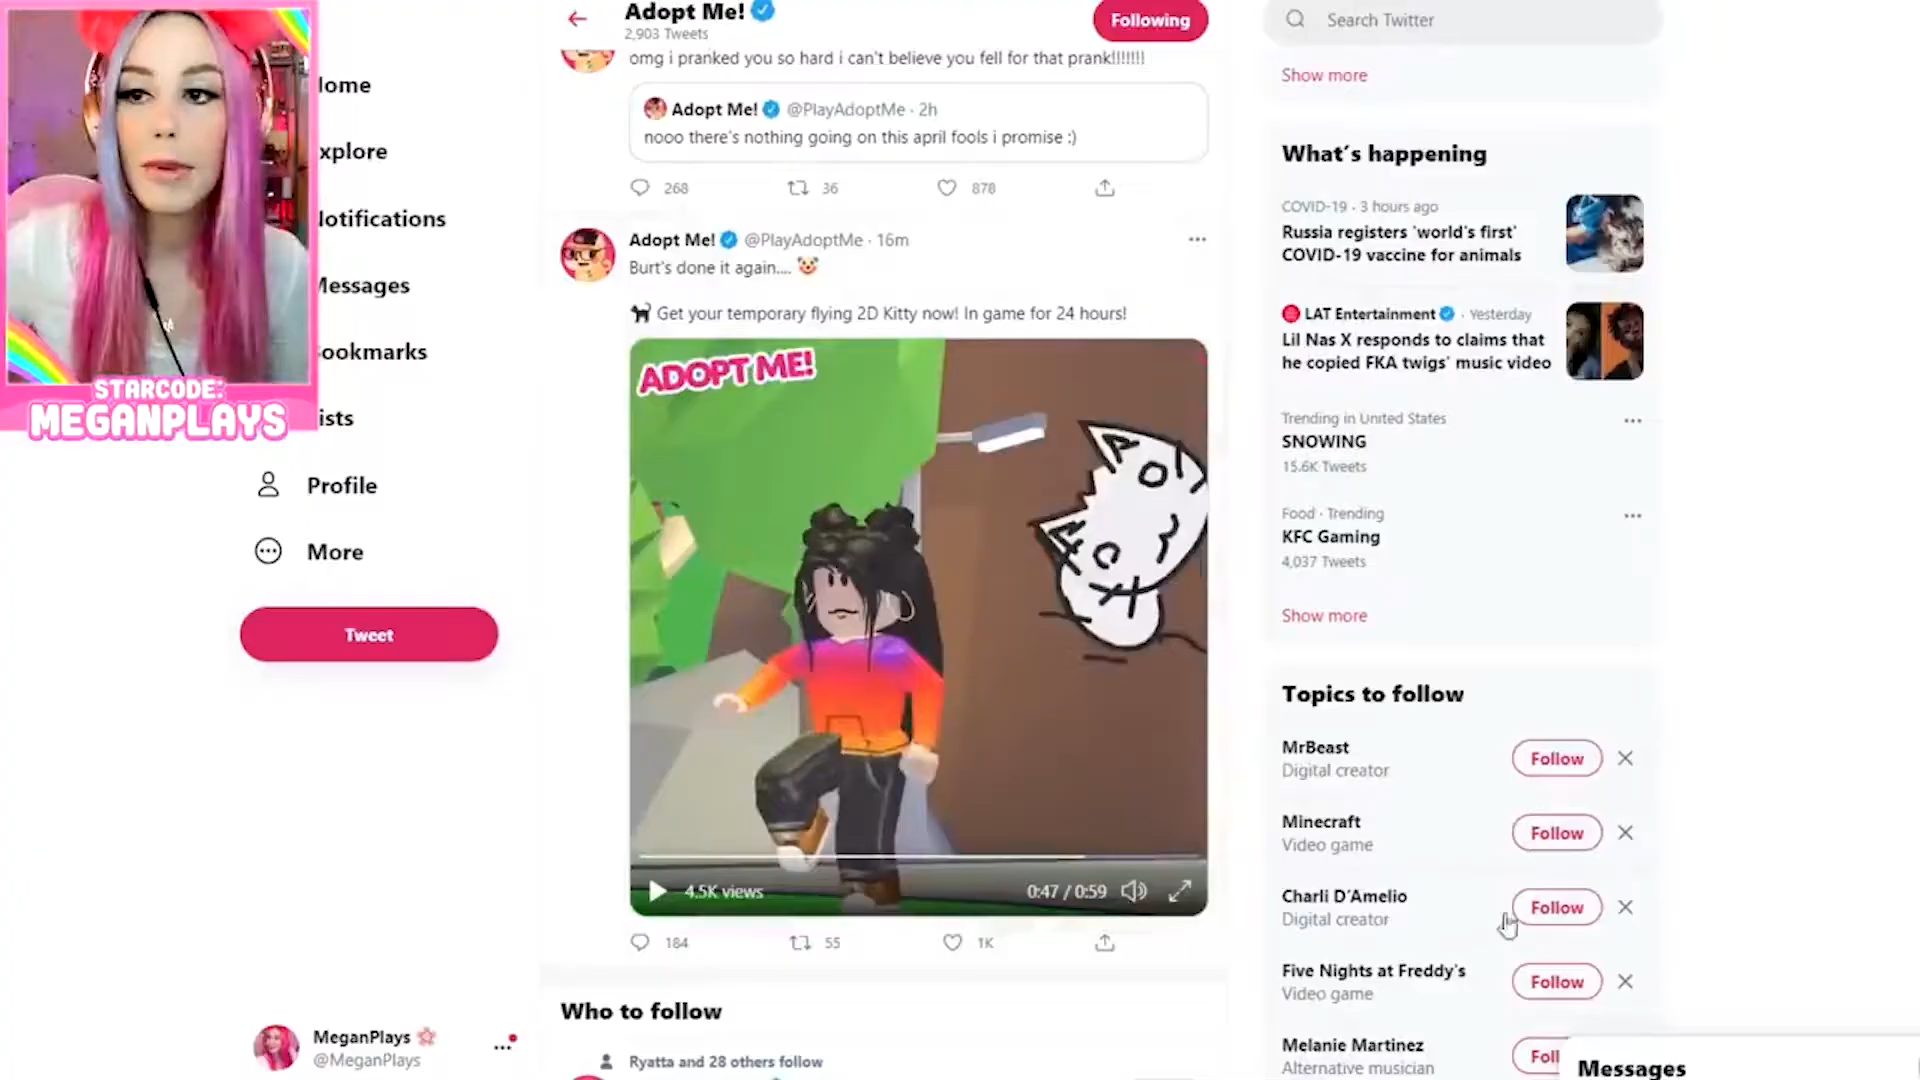 STARCODE:
MEGANPLAYS
ome
xplore
Notifications
Messages
ookmarks
ists
Profile
More
Tweet
MeganPlays
@MeganPlays
Adopt Me!
2,903 Tweets
Following
omg i pranked you so hard i can't believe you fell for that prank!!!!!!!
Adopt Me! @PlayAdoptMe · 2h
nooo there's nothing going on this april fools i promise :)
268 36 878
Adopt Me! @PlayAdoptMe · 16m
Burt's done it again.... 🤡
🐈‍⬛ Get your temporary flying 2D Kitty now! In game for 24 hours!
ADOPT ME!
4.5K views 0:47 / 0:59
184 55 1K
Who to follow
Ryatta and 28 others follow
Search Twitter
Show more
What's happening
COVID-19 · 3 hours ago
Russia registers 'world's first'
COVID-19 vaccine for animals
LAT Entertainment · Yesterday
Lil Nas X responds to claims that
he copied FKA twigs' music video
Trending in United States
SNOWING
15.6K Tweets
Food · Trending
KFC Gaming
4,037 Tweets
Show more
Topics to follow
MrBeast
Digital creator
Follow
Minecraft
Video game
Follow
Charli D'Amelio
Digital creator
Follow
Five Nights at Freddy's
Video game
Follow
Melanie Martinez
Alternative musician
Foll
Messages